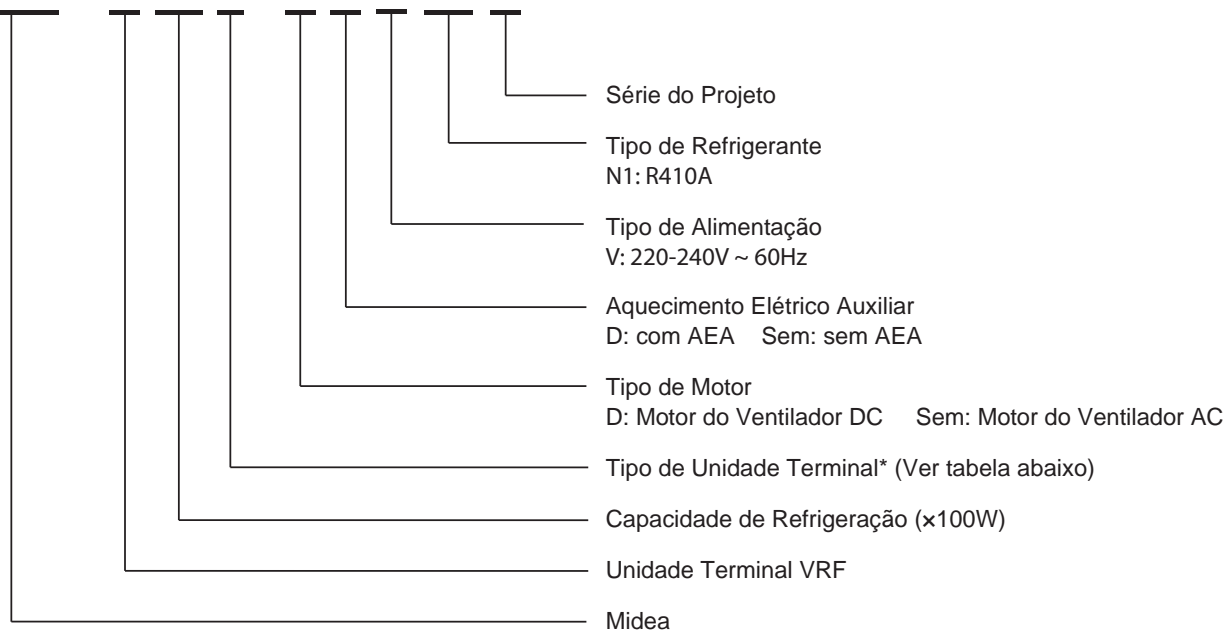 Série do Projeto
Tipo de Refrigerante
N1: R410A
Tipo de Alimentação
V: 220-240V ~ 60Hz
Aquecimento Elétrico Auxiliar
D: com AEA Sem: sem AEA
Tipo de Motor
D: Motor do Ventilador DC Sem: Motor do Ventilador AC
Tipo de Unidade Terminal* (Ver tabela abaixo)
Capacidade de Refrigeração (×100W)
Unidade Terminal VRF
Midea